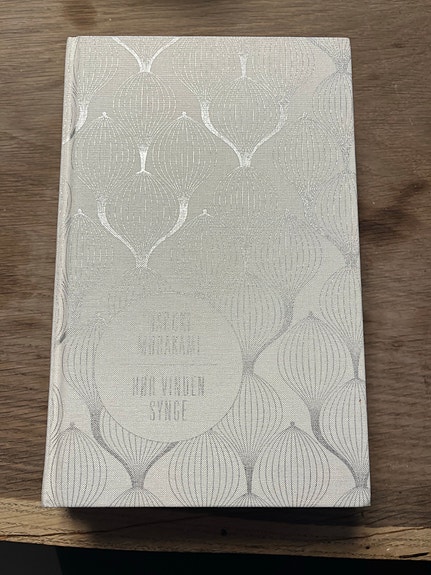 HARUKI
MURAKAMI
HØR VINDEN
SYNGE